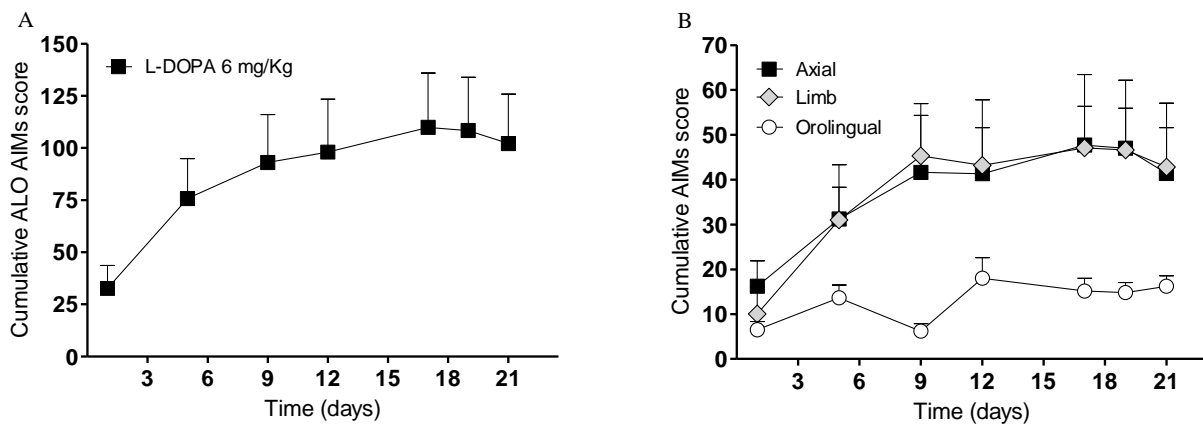 A
Cumulative ALO AIMs score
150
125
100
75
50
25
0
L-DOPA 6 mg/Kg
3 6 9 12 15 18 21
Time (days)
B
Cumulative AIMs score
70
60
50
40
30
20
10
0
Axial
Limb
Orolingual
3 6 9 12 15 18 21
Time (days)